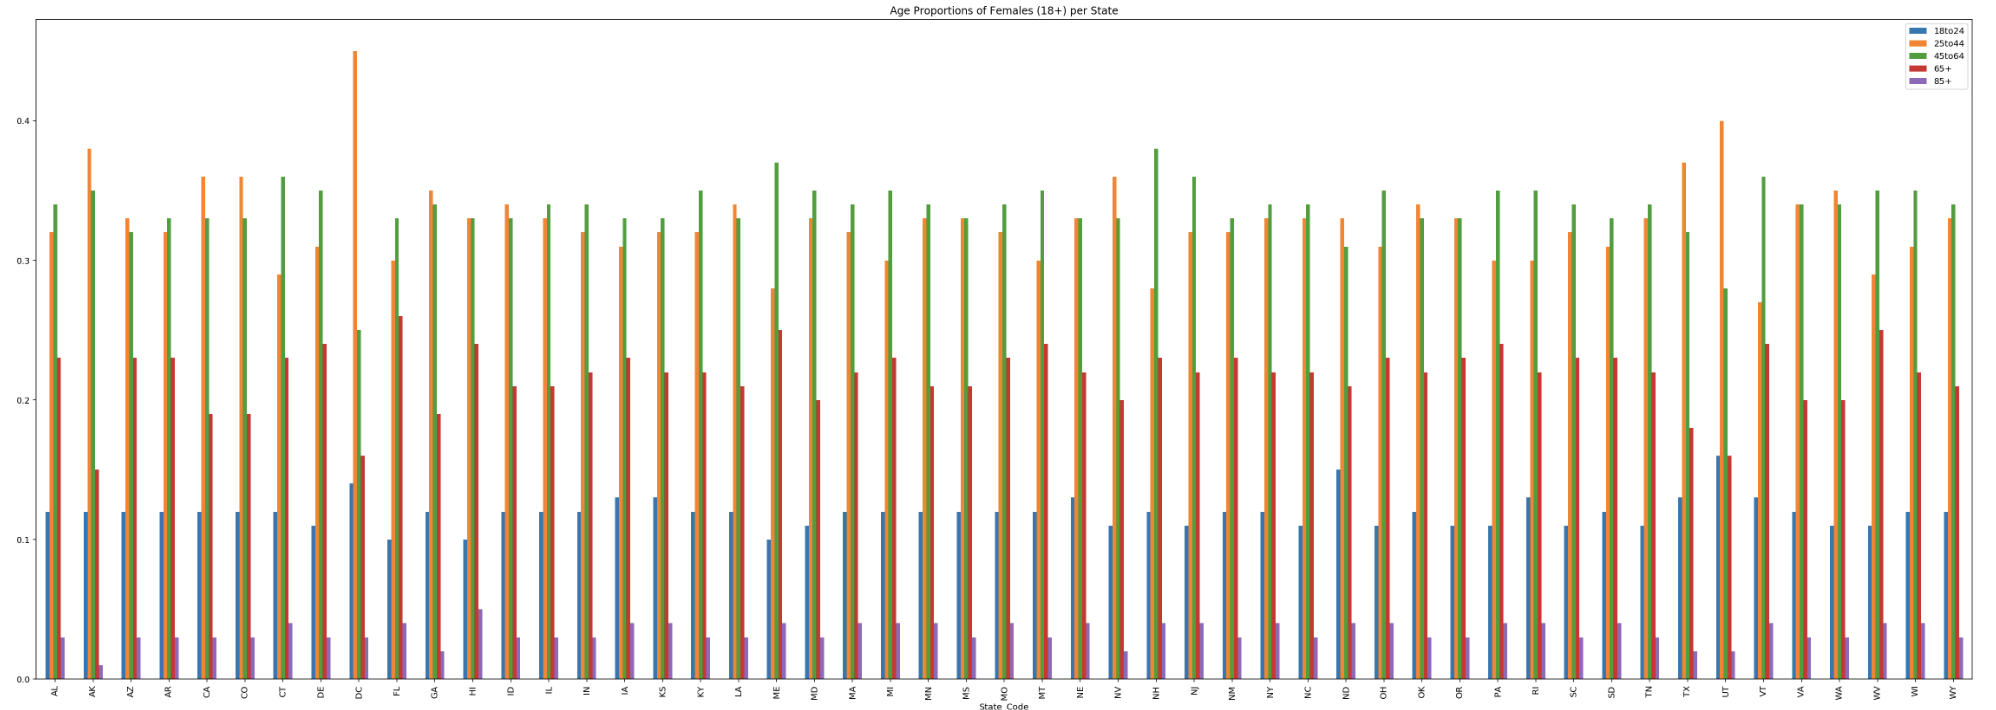 Age Proportions of Females (18+) per State
18to24
25to44
45to64
65+
85+
0.4
0.3
0.2
0.1
0.0
AL AK AZ AR CA CO CT DE DC FL GA HI ID IL IN IA KS KY LA ME MD MA MI MN MS MO MT NE NV NH NJ NM NY NC ND OH OK OR PA RI SC SD TN TX UT VT VA WA WV WI WY
State_Code